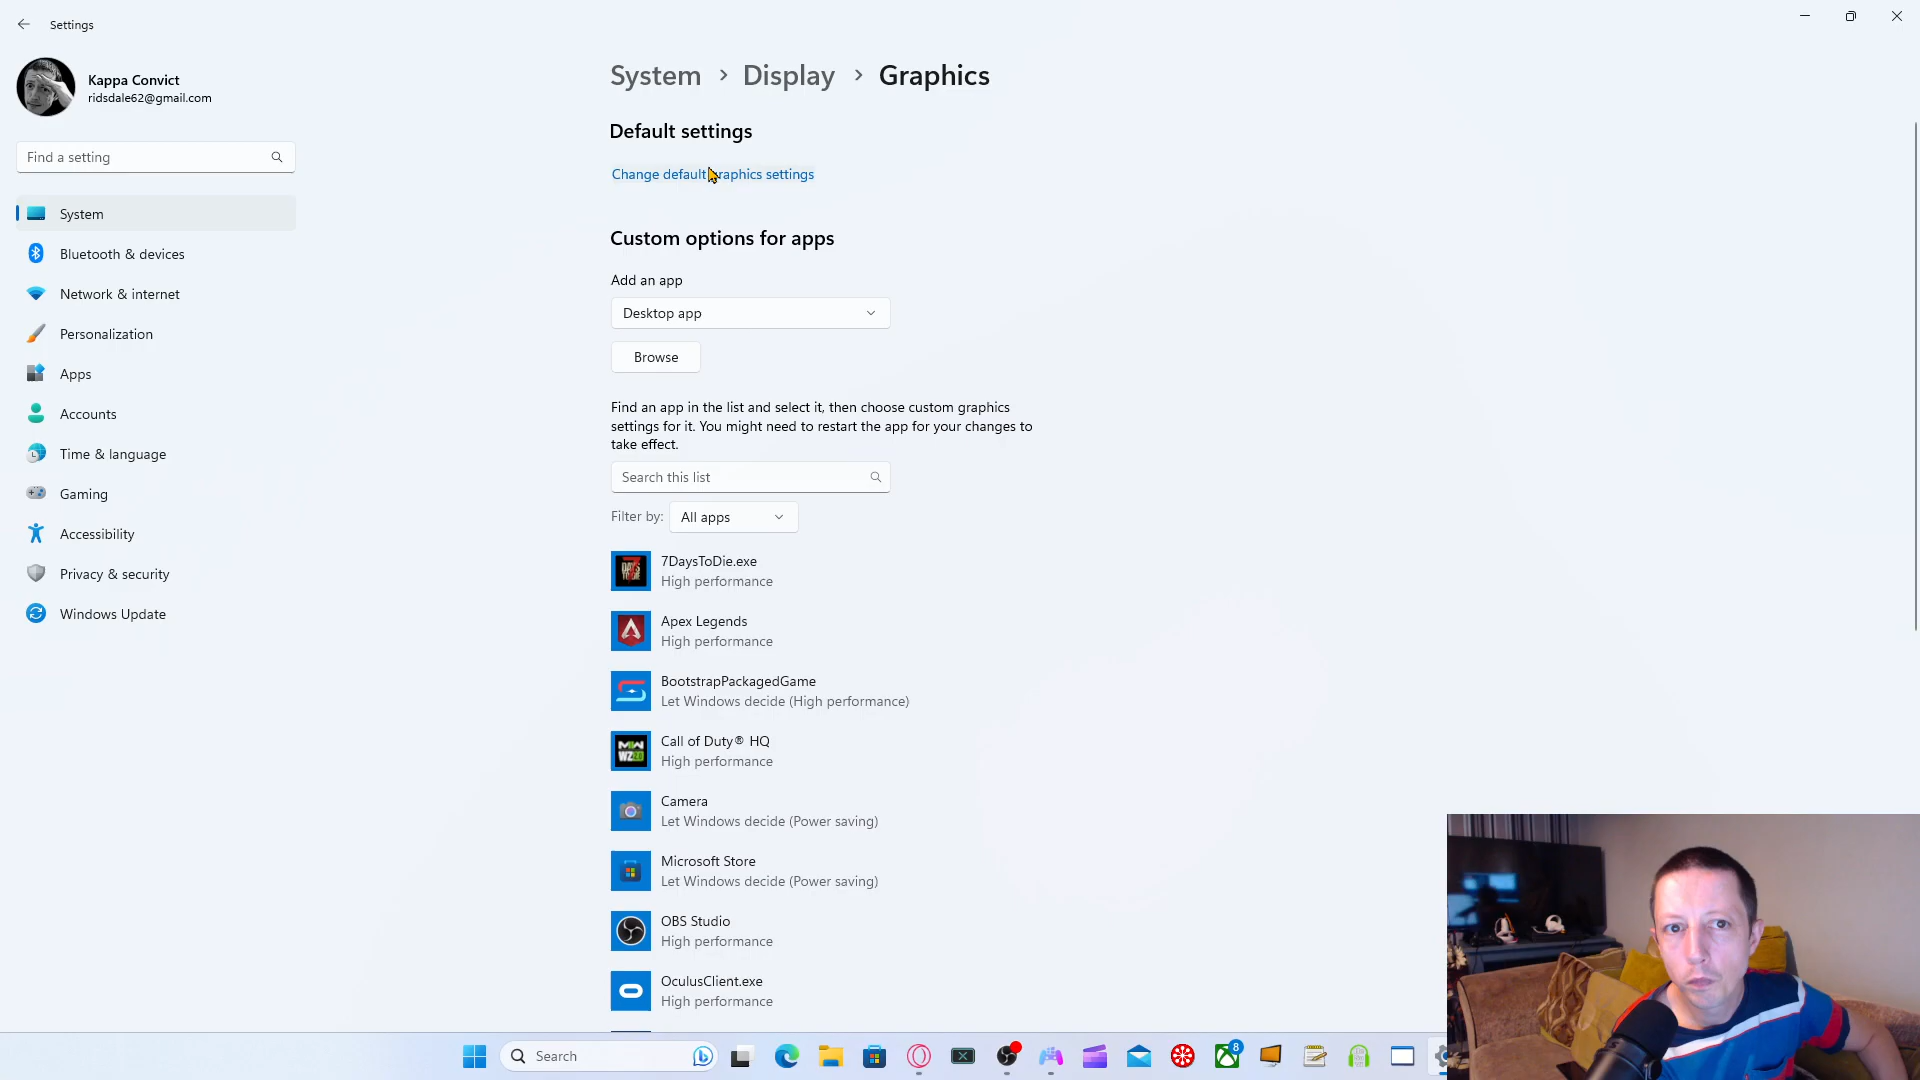 Settings
Kappa Convict
ridsdale62@gmail.com
Find a setting
System
Bluetooth & devices
Network & internet
Personalization
Apps
Accounts
Time & language
Gaming
Accessibility
Privacy & security
Windows Update
System > Display > Graphics
Default settings
Change default graphics settings
Custom options for apps
Add an app
Desktop app
Browse
Find an app in the list and select it, then choose custom graphics
settings for it. You might need to restart the app for your changes to
take effect.
Search this list
Filter by: All apps
7DaysToDie.exe
High performance
Apex Legends
High performance
BootstrapPackagedGame
Let Windows decide (High performance)
Call of Duty® HQ
High performance
Camera
Let Windows decide (Power saving)
Microsoft Store
Let Windows decide (Power saving)
OBS Studio
High performance
OculusClient.exe
High performance
Search
8